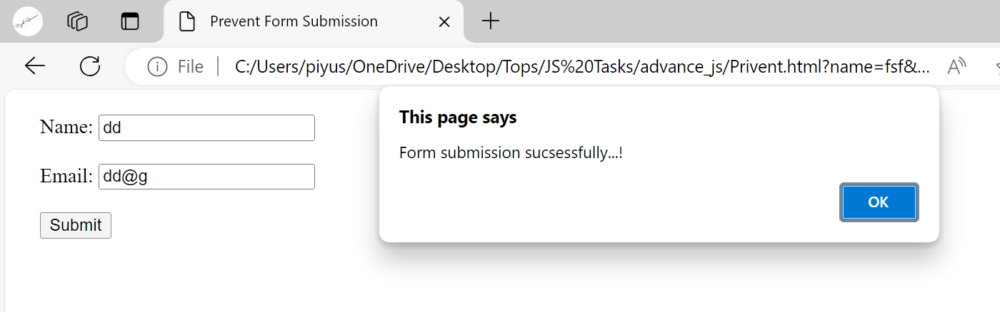 Prevent Form Submission
File
C:/Users/piyus/OneDrive/Desktop/Tops/JS%20Tasks/advance_js/Privent.html?name=fsf&...
A
This page says
Form submission sucsessfully...!
OK
Name: dd
Email: dd@g
Submit